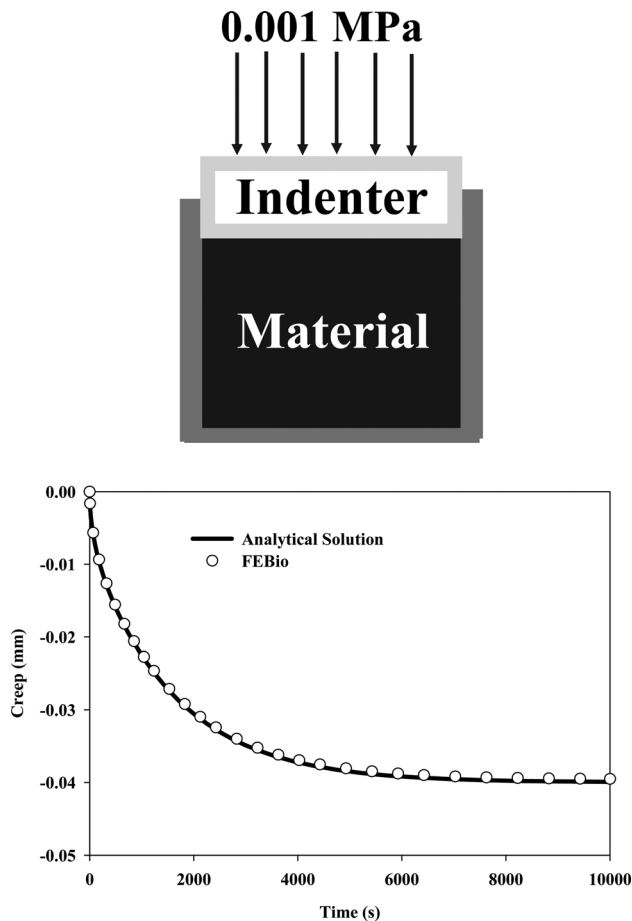 0.001 MPa
Indenter
Material
0.00
-0.01
-0.02
-0.03
-0.04
-0.05
Creep (mm)
Analytical Solution
FEBio
0 2000 4000 6000 8000 10000
Time (s)